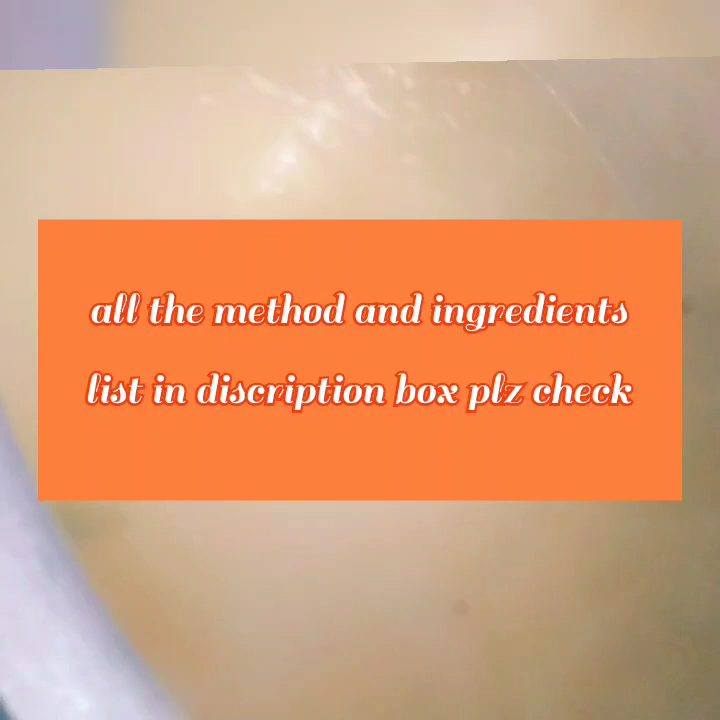 all the method and ingredients
list in discription box plz check